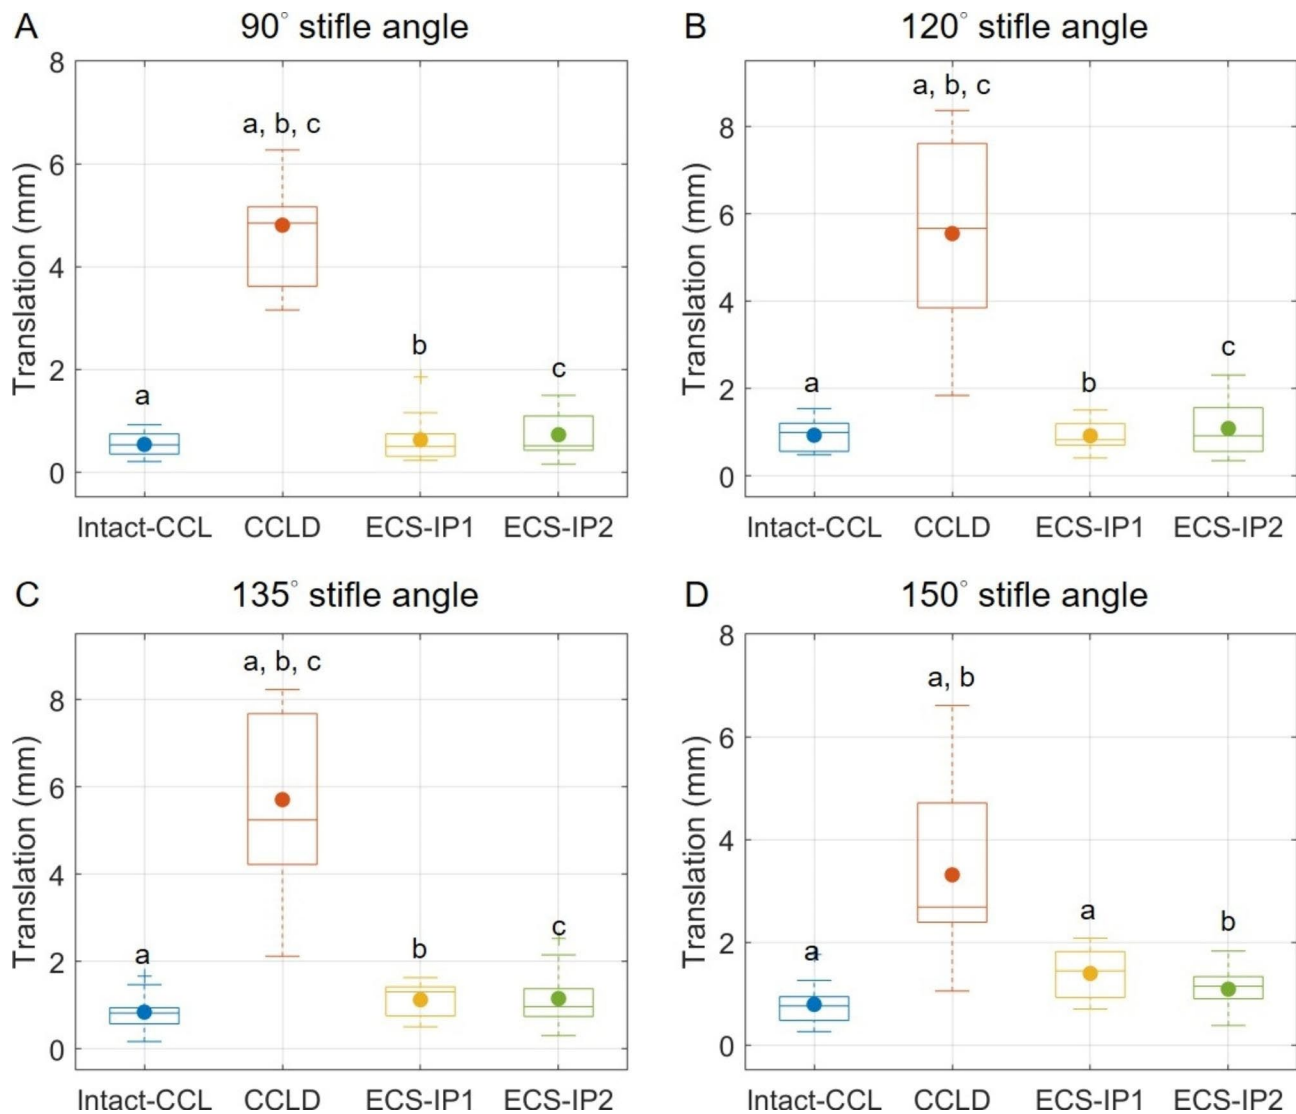 A
90° stifle angle
Translation (mm)
8
6
4
2
0
a
a, b, c
b
c
Intact-CCL
CCLD
ECS-IP1
ECS-IP2
B
120° stifle angle
Translation (mm)
8
6
4
2
0
a
a, b, c
b
c
Intact-CCL
CCLD
ECS-IP1
ECS-IP2
C
135° stifle angle
Translation (mm)
8
6
4
2
0
a
a, b, c
b
c
Intact-CCL
CCLD
ECS-IP1
ECS-IP2
D
150° stifle angle
Translation (mm)
8
6
4
2
0
a
a, b
a
b
Intact-CCL
CCLD
ECS-IP1
ECS-IP2